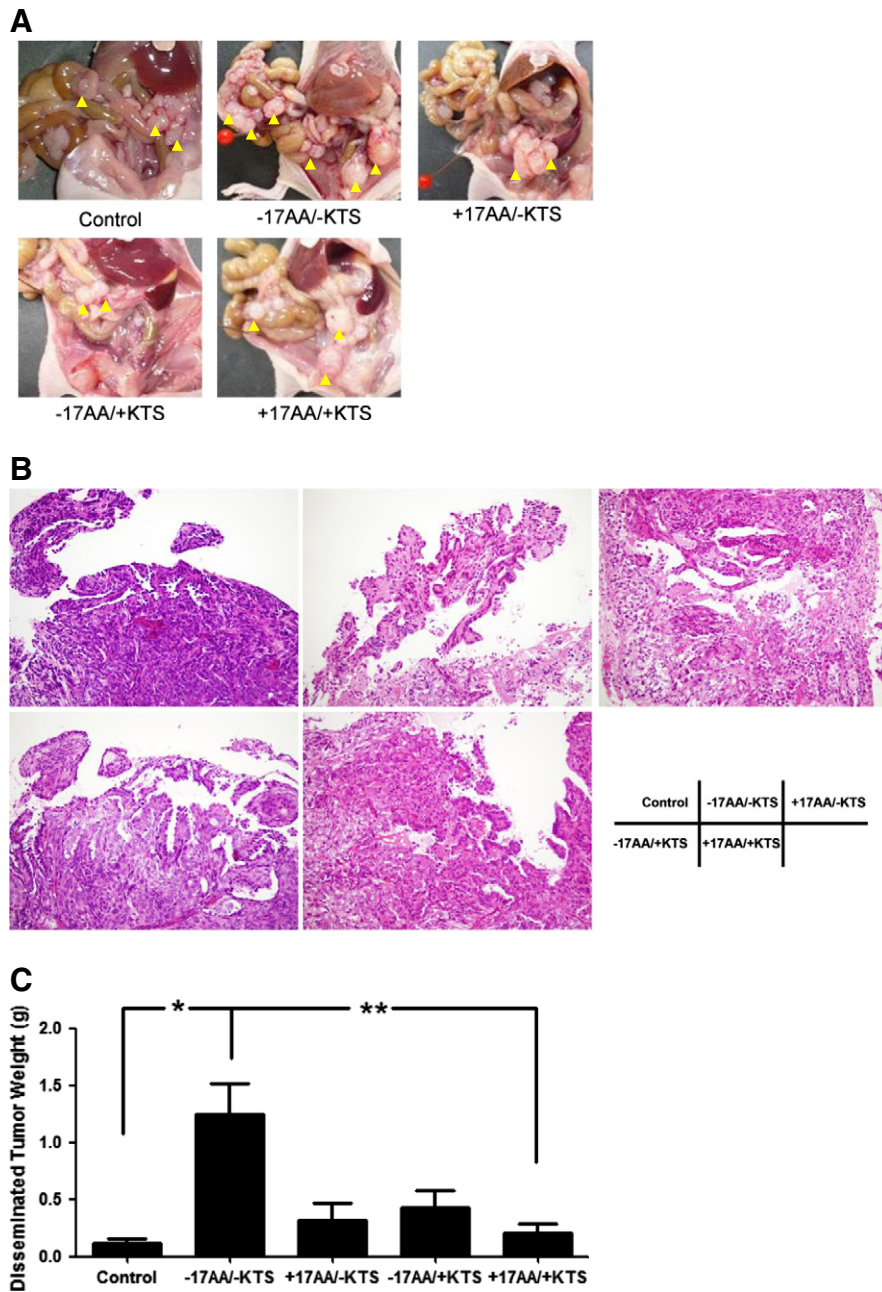 A
Control
-17AA/-KTS
+17AA/-KTS
-17AA/+KTS
+17AA/+KTS
B
Control -17AA/-KTS +17AA/-KTS
-17AA/+KTS +17AA/+KTS
C
Disseminated Tumor Weight (g)
* **
2.0
1.5
1.0
0.5
0.0
Control -17AA/-KTS +17AA/-KTS -17AA/+KTS +17AA/+KTS